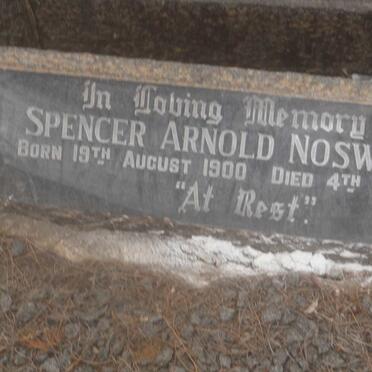 In Loving Memory
SPENCER ARNOLD NOSW
BORN 19TH AUGUST 1900 DIED 4TH
"At Rest."